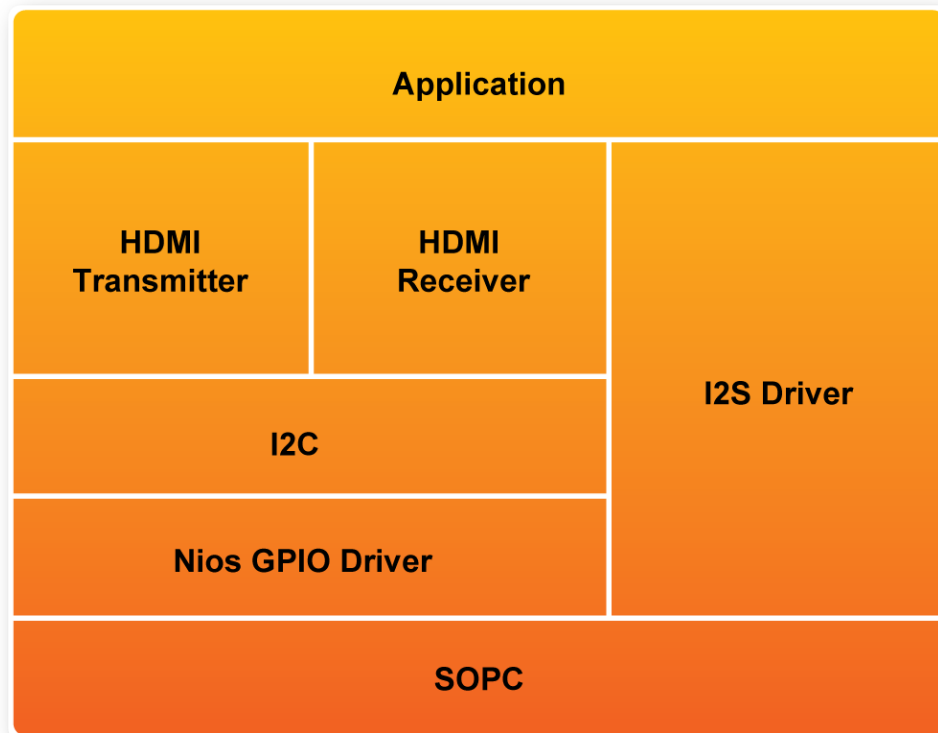 Application
HDMI
Transmitter
HDMI
Receiver
I2S Driver
I2C
Nios GPIO Driver
SOPC